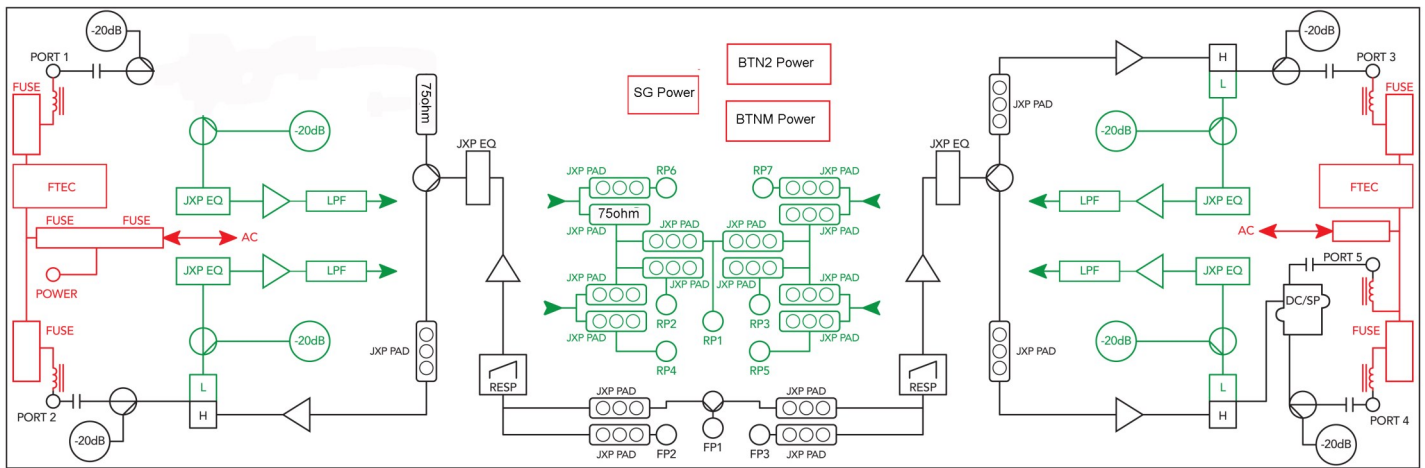 -20dB
PORT 1
FUSE
FTEC
FUSE
FUSE
AC
POWER
FUSE
PORT 2
-20dB
-20dB
JXP EQ
LPF
JXP EQ
LPF
-20dB
L
H
75ohm
JXP EQ
JXP PAD
RESP
SG Power
BTN2 Power
BTNM Power
JXP PAD
RP6
75ohm
JXP PAD
RP7
JXP PAD
JXP PAD
JXP PAD
JXP PAD
JXP PAD
JXP PAD
JXP PAD
JXP PAD
JXP PAD
RP2
RP3
RP1
JXP PAD
JXP PAD
RP4
RP5
JXP PAD
JXP PAD
JXP PAD
FP2
FP1
FP3
JXP PAD
JXP EQ
RESP
JXP PAD
JXP PAD
H
L
-20dB
PORT 3
FUSE
-20dB
LPF
JXP EQ
FTEC
AC
LPF
JXP EQ
PORT 5
DC/SP
FUSE
-20dB
L
H
PORT 4
-20dB